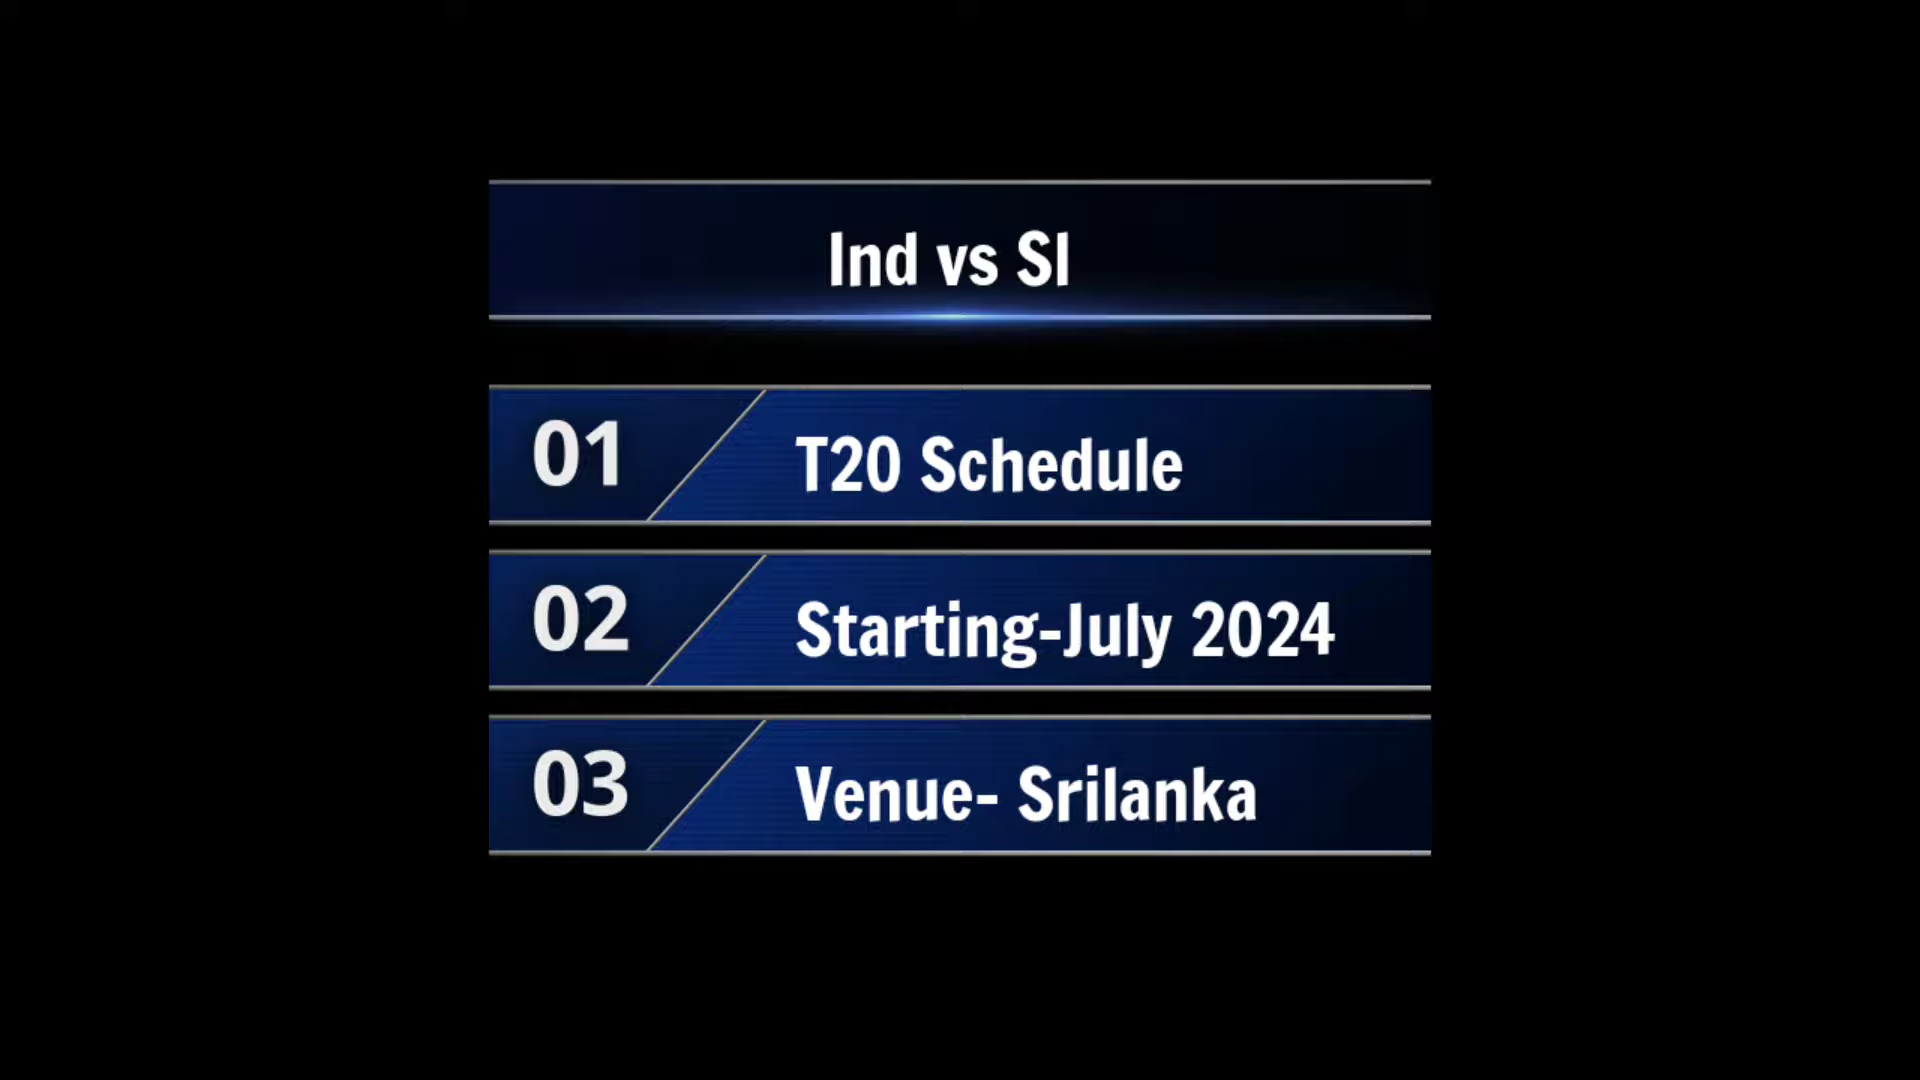 Ind vs Sl
01
T20 Schedule
02
Starting-July 2024
03
Venue- Srilanka